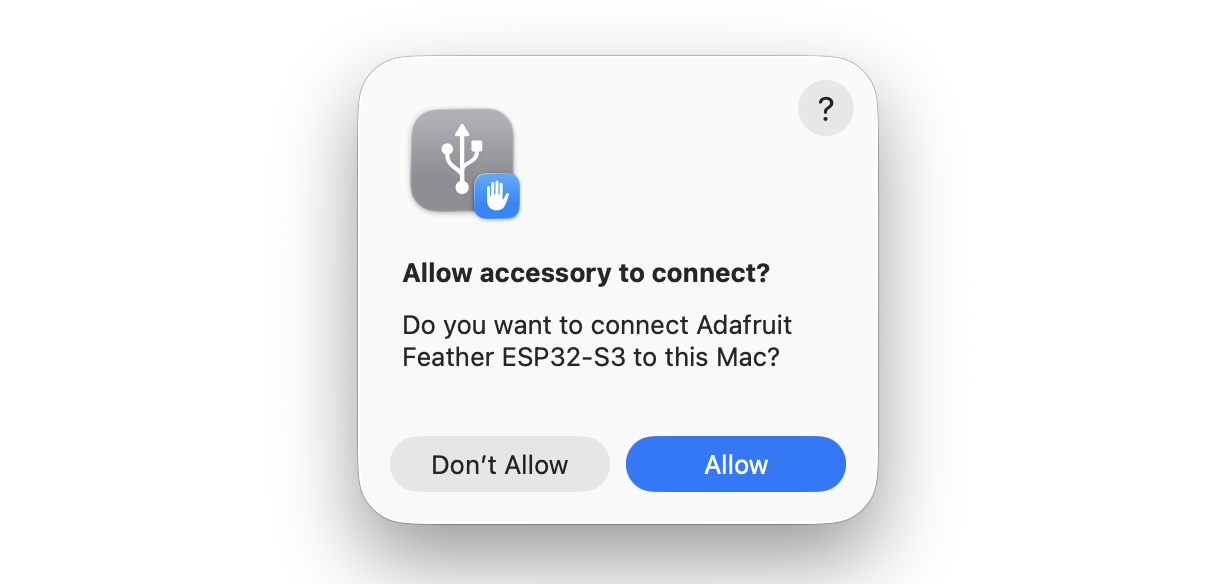 ?
Allow accessory to connect?
Do you want to connect Adafruit
Feather ESP32-S3 to this Mac?
Don’t Allow
Allow